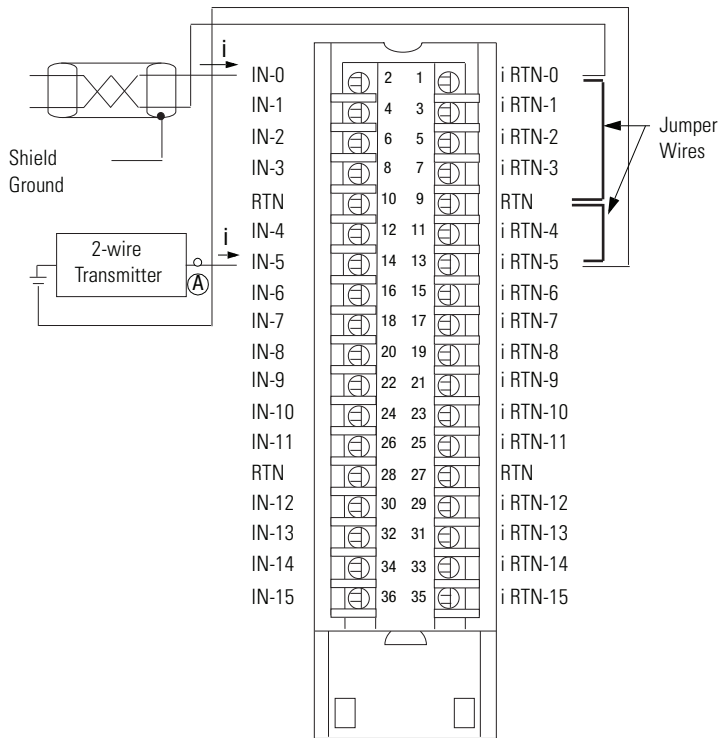 i
IN-0 2 1 i RTN-0
IN-1 4 3 i RTN-1
IN-2 6 5 i RTN-2
IN-3 8 7 i RTN-3
RTN 10 9 RTN
IN-4 12 11 i RTN-4
IN-5 14 13 i RTN-5
IN-6 16 15 i RTN-6
IN-7 18 17 i RTN-7
IN-8 20 19 i RTN-8
IN-9 22 21 i RTN-9
IN-10 24 23 i RTN-10
IN-11 26 25 i RTN-11
RTN 28 27 RTN
IN-12 30 29 i RTN-12
IN-13 32 31 i RTN-13
IN-14 34 33 i RTN-14
IN-15 36 35 i RTN-15
Shield
Ground
2-wire
Transmitter
i
A
Jumper
Wires